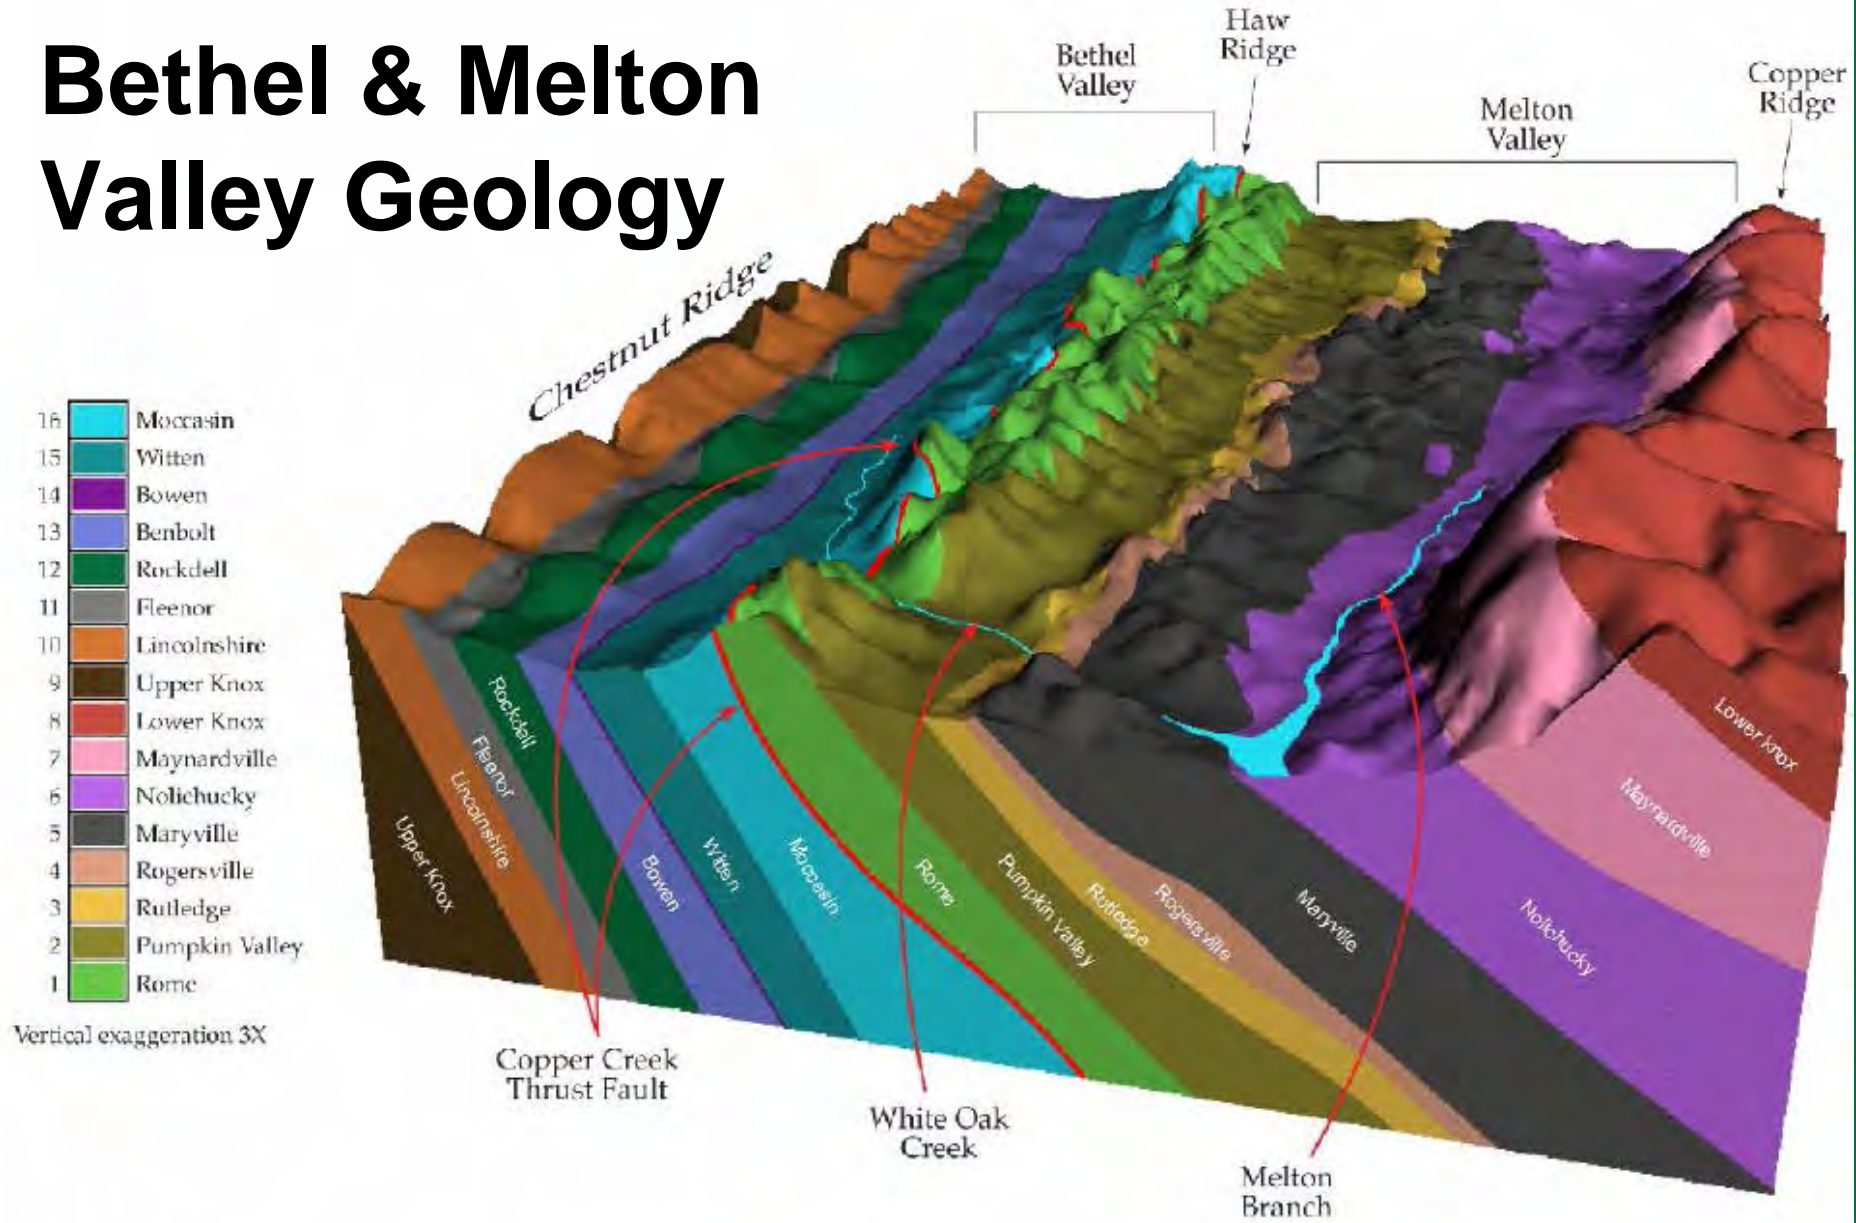 Bethel & Melton
Valley Geology
Bethel
Valley
Haw
Ridge
Melton
Valley
Copper
Ridge
Chestnut Ridge
16 Moccasin
15 Witten
14 Bowen
13 Benbolt
12 Rockdell
11 Fleenor
10 Lincolnshire
9 Upper Knox
8 Lower Knox
7 Maynardville
6 Nolichucky
5 Maryville
4 Rogersville
3 Rutledge
2 Pumpkin Valley
1 Rome
Vertical exaggeration 3X
Upper Knox
Lincolnshire
Fleenor
Rockdell
Bowen
Witten
Moccasin
Rome
Pumpkin Valley
Rutledge
Rogersville
Maryville
Nolichucky
Maynardville
Lower knox
Copper Creek
Thrust Fault
White Oak
Creek
Melton
Branch